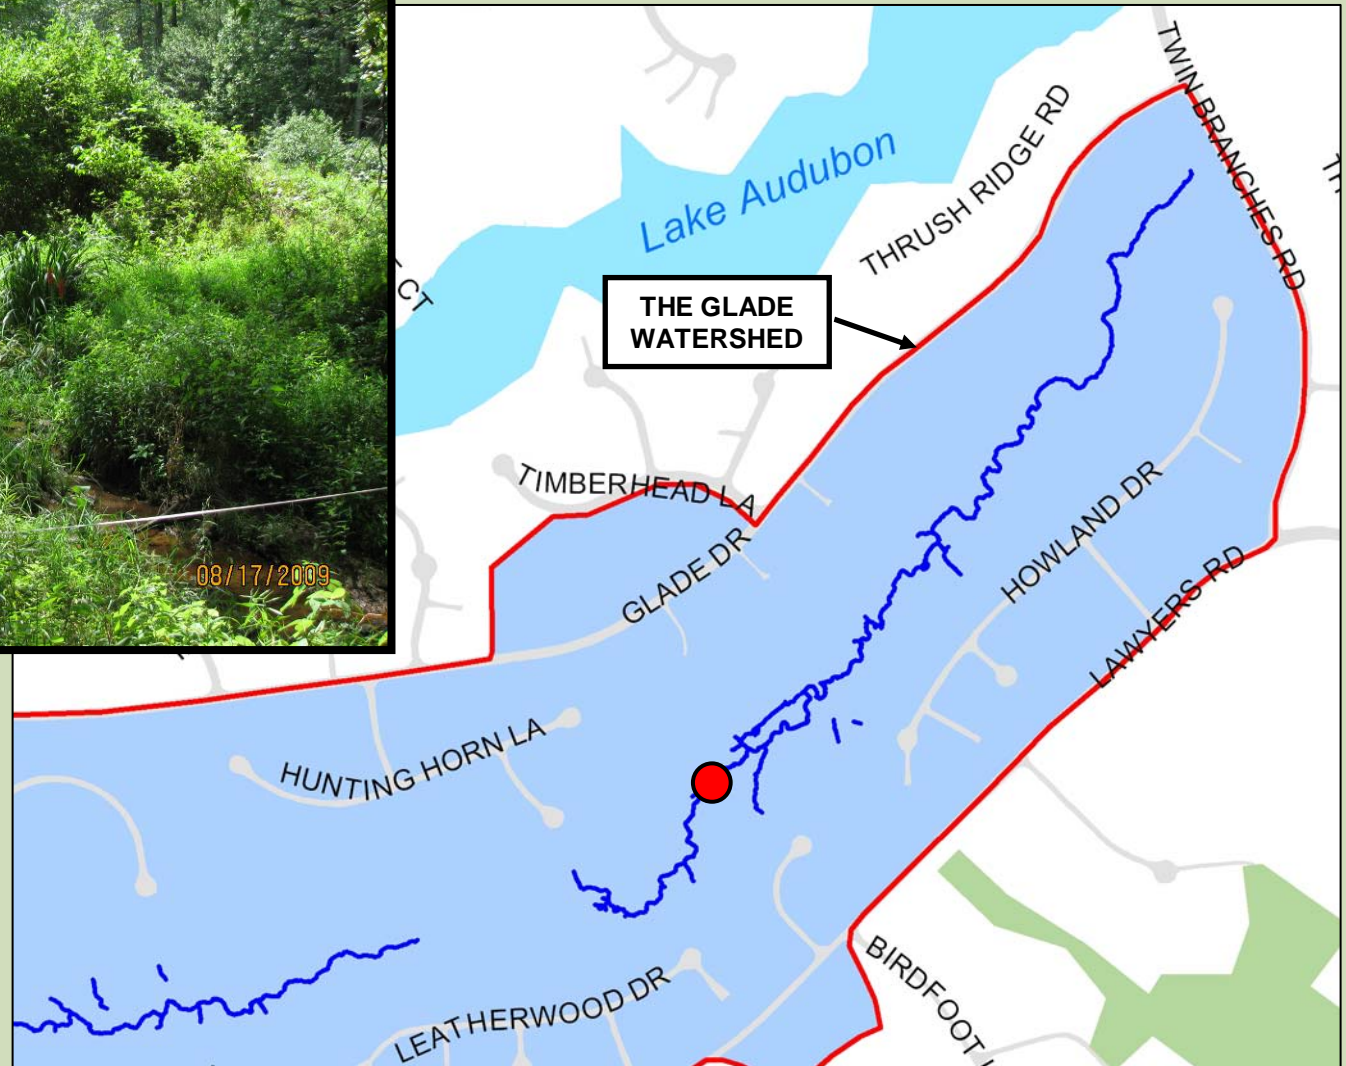 TWIN BRANCHES RD
THRUSH RIDGE RD
Lake Audubon
CT
THE GLADE
WATERSHED
TIMBERHEAD LA
GLADE DR
HOWLAND DR
LAWYERS RD
08/17/2009
HUNTING HORN LA
LEATHERWOOD DR
BIRDFOOT